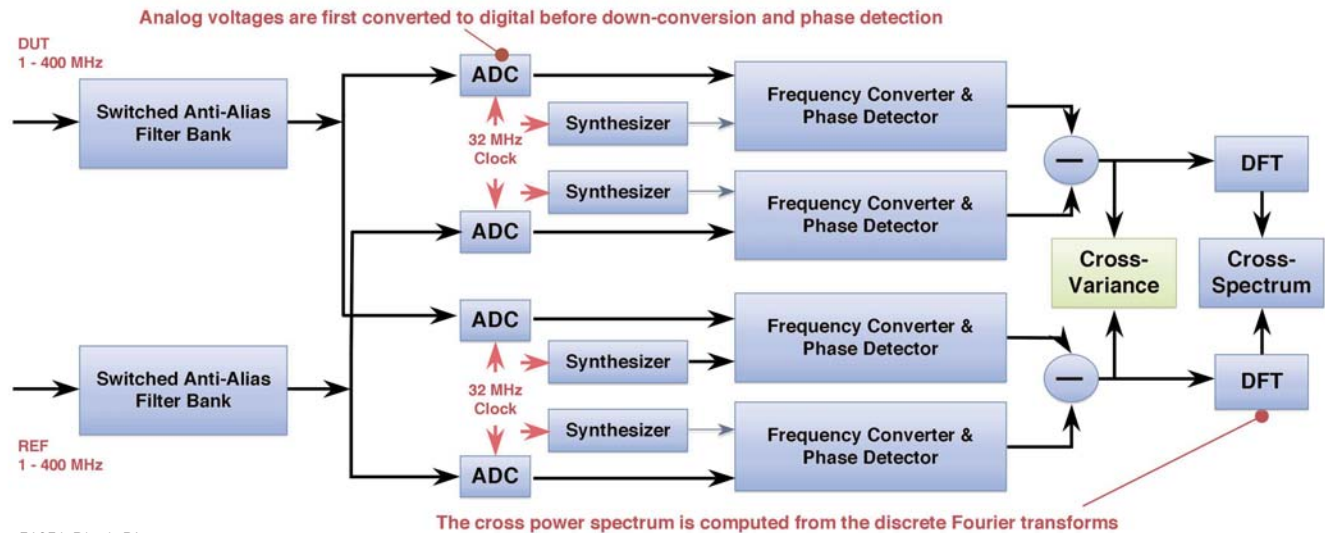 Analog voltages are first converted to digital before down-conversion and phase detection
DUT
1 - 400 MHz
Switched Anti-Alias
Filter Bank
ADC
Synthesizer
32 MHz
Clock
Synthesizer
ADC
Frequency Converter &
Phase Detector
Frequency Converter &
Phase Detector
DFT
Cross-
Variance
Cross-
Spectrum
Switched Anti-Alias
Filter Bank
REF
1 - 400 MHz
ADC
Synthesizer
32 MHz
Clock
Synthesizer
ADC
Frequency Converter &
Phase Detector
Frequency Converter &
Phase Detector
DFT
The cross power spectrum is computed from the discrete Fourier transforms